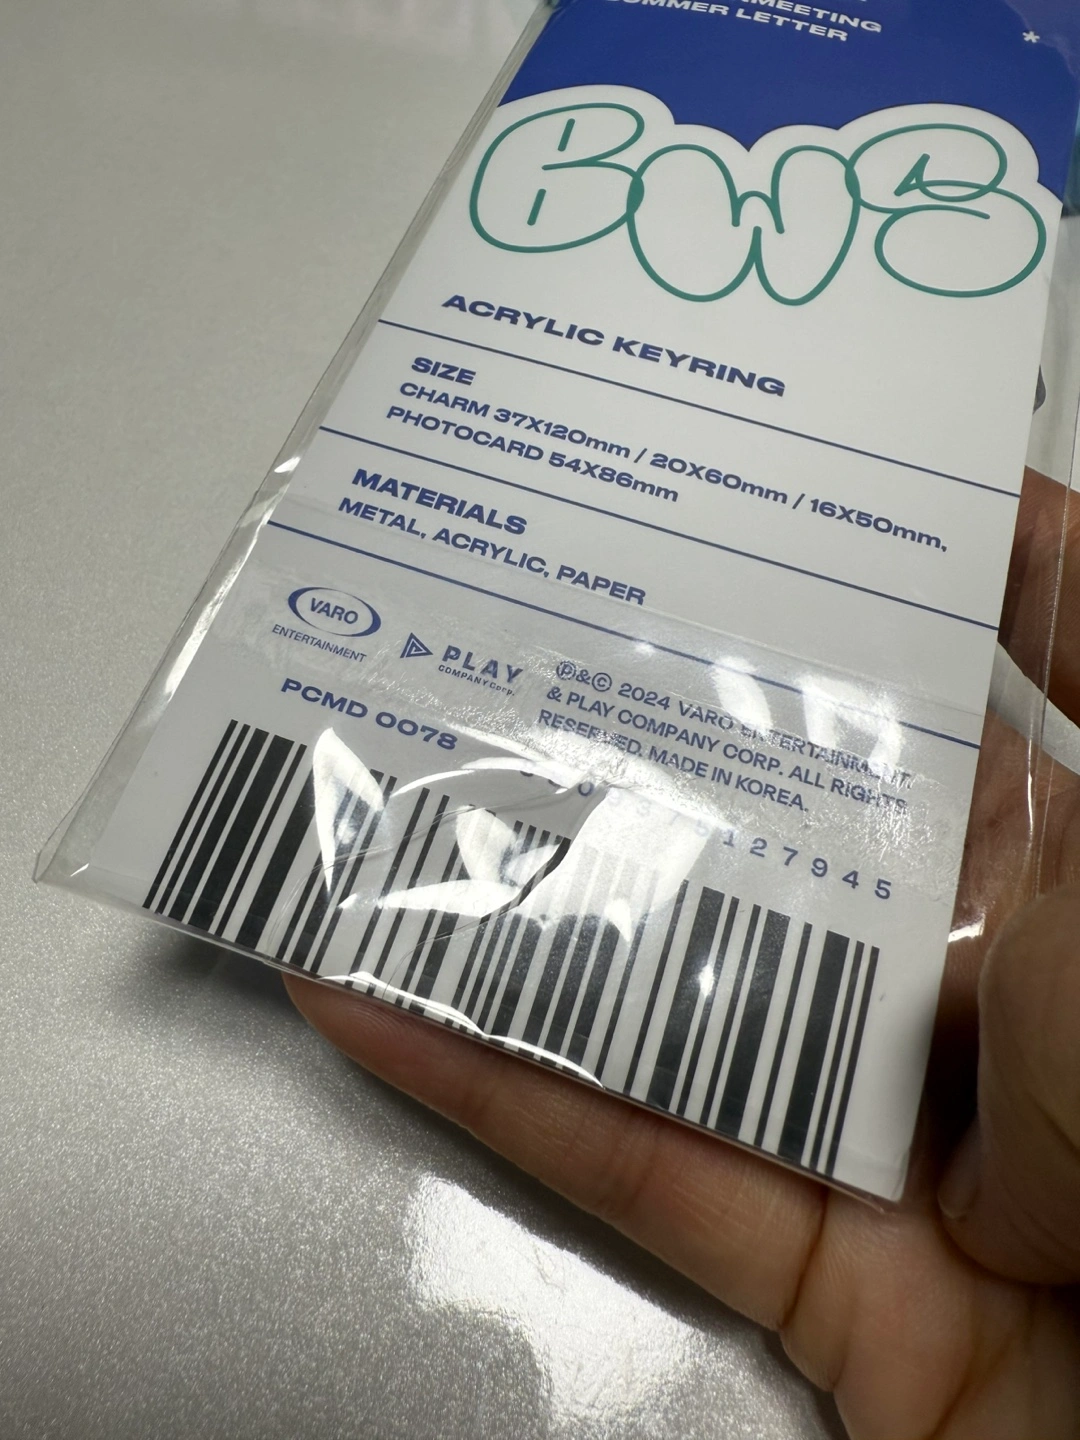 SUMMER LETTER
*
BWS
ACRYLIC KEYRING
SIZE
CHARM 37X120mm / 20X60mm / 16X50mm,
PHOTOCARD 54X86mm
MATERIALS
METAL, ACRYLIC, PAPER
VARO
ENTERTAINMENT
PLAY
COMPANY Corp.
Ⓟ&© 2024 VARO ENTERTAINMENT.
& PLAY COMPANY CORP. ALL RIGHTS
RESERVED. MADE IN KOREA.
PCMD 0078
127945